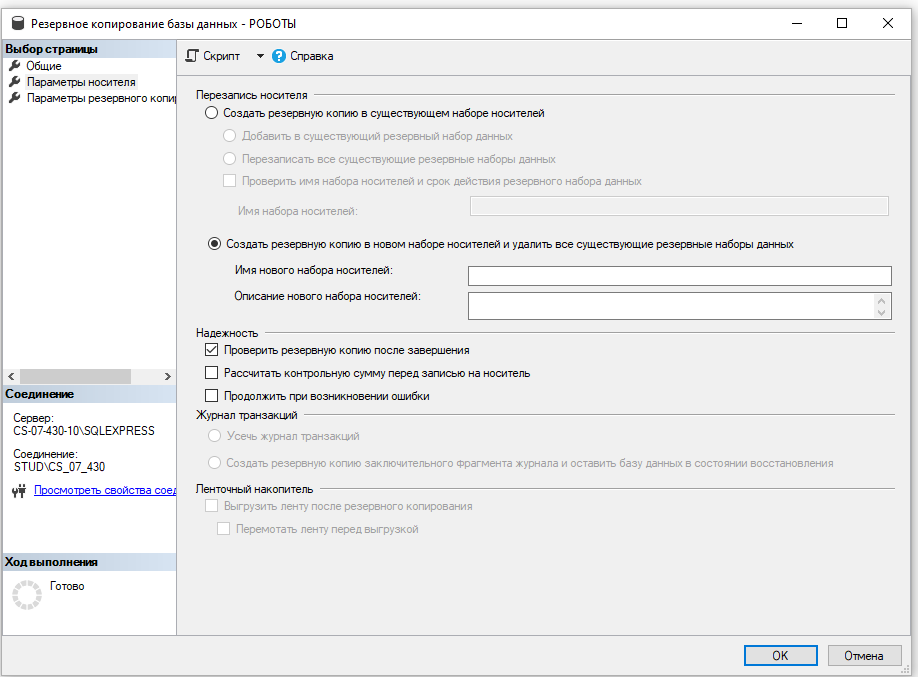 Резервное копирование базы данных - РОБОТЫ
Выбор страницы
Общие
Параметры носителя
Параметры резервного копи
Скрипт
Справка
Перезапись носителя
Создать резервную копию в существующем наборе носителей
Добавить в существующий резервный набор данных
Перезаписать все существующие резервные наборы данных
Проверить имя набора носителей и срок действия резервного набора данных
Имя набора носителей:
Создать резервную копию в новом наборе носителей и удалить все существующие резервные наборы данных
Имя нового набора носителей:
Описание нового набора носителей:
Надежность
Проверить резервную копию после завершения
Рассчитать контрольную сумму перед записью на носитель
Продолжить при возникновении ошибки
Журнал транзакций
Усечь журнал транзакций
Создать резервную копию заключительного фрагмента журнала и оставить базу данных в состоянии восстановления
Ленточный накопитель
Выгрузить ленту после резервного копирования
Перемотать ленту перед выгрузкой
Соединение
Сервер:
CS-07-430-10\SQLEXPRESS
Соединение:
STUD\CS_07_430
Просмотреть свойства соед
Ход выполнения
Готово
OK
Отмена